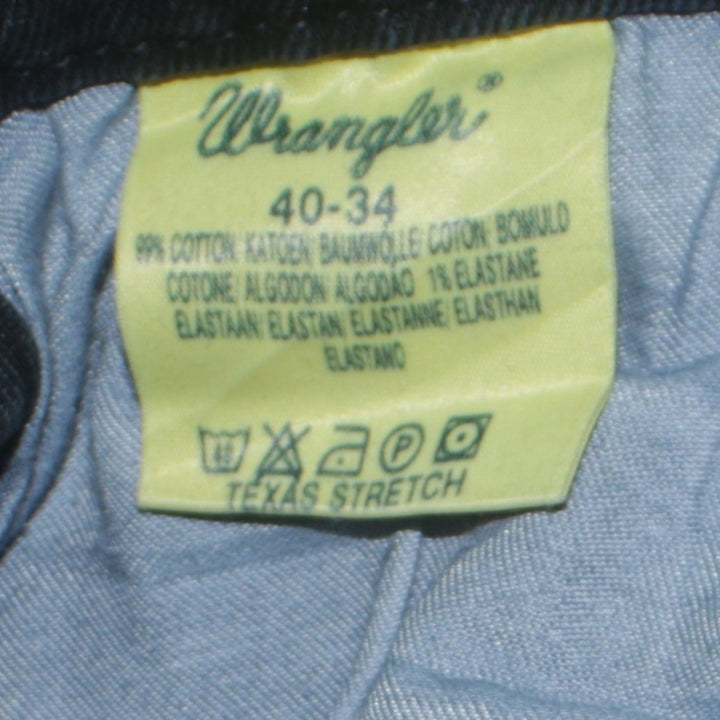 Wrangler®
40-34
99% COTTON KATOEN BAUMWOLLE COTON BOMULD
COTONE ALGODON ALGODAO 1% ELASTANE
ELASTAAN ELASTAN ELASTANNE ELASTHAN
ELASTANO
40 P
TEXAS STRETCH